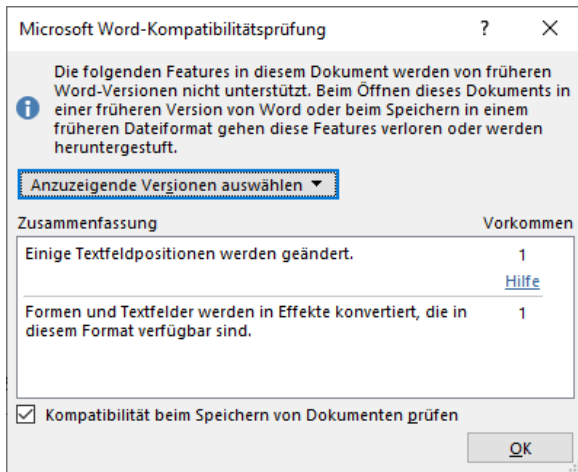 Microsoft Word-Kompatibilitätsprüfung
Die folgenden Features in diesem Dokument werden von früheren
Word-Versionen nicht unterstützt. Beim Öffnen dieses Dokuments in
einer früheren Version von Word oder beim Speichern in einem
früheren Dateiformat gehen diese Features verloren oder werden
heruntergestuft.
Anzuzeigende Versionen auswählen
Zusammenfassung Vorkommen
Einige Textfeldpositionen werden geändert. 1
Hilfe
Formen und Textfelder werden in Effekte konvertiert, die in 1
diesem Format verfügbar sind.
Kompatibilität beim Speichern von Dokumenten prüfen
OK